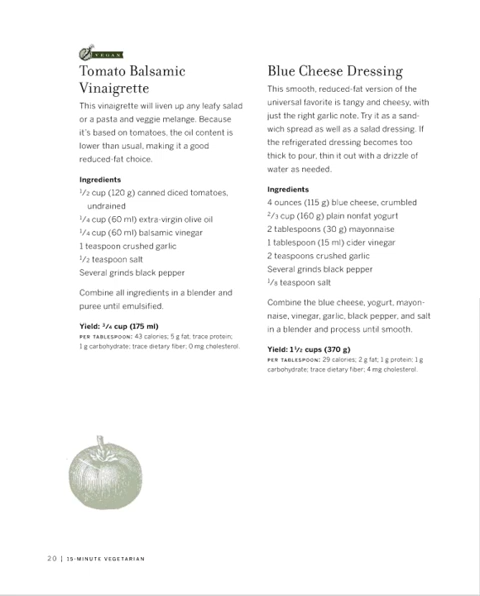 VEGAN
Tomato Balsamic
Vinaigrette
This vinaigrette will liven up any leafy salad
or a pasta and veggie melange. Because
it's based on tomatoes, the oil content is
lower than usual, making it a good
reduced-fat choice.
Ingredients
1/2 cup (120 g) canned diced tomatoes,
undrained
1/4 cup (60 ml) extra-virgin olive oil
1/4 cup (60 ml) balsamic vinegar
1 teaspoon crushed garlic
1/2 teaspoon salt
Several grinds black pepper
Combine all ingredients in a blender and
puree until emulsified.
Yield: 3/4 cup (175 ml)
PER TABLESPOON: 43 calories; 5 g fat; trace protein;
1 g carbohydrate; trace dietary fiber; 0 mg cholesterol.
Blue Cheese Dressing
This smooth, reduced-fat version of the
universal favorite is tangy and cheesy, with
just the right garlic note. Try it as a sand-
wich spread as well as a salad dressing. If
the refrigerated dressing becomes too
thick to pour, thin it out with a drizzle of
water as needed.
Ingredients
4 ounces (115 g) blue cheese, crumbled
2/3 cup (160 g) plain nonfat yogurt
2 tablespoons (30 g) mayonnaise
1 tablespoon (15 ml) cider vinegar
2 teaspoons crushed garlic
Several grinds black pepper
1/8 teaspoon salt
Combine the blue cheese, yogurt, mayon-
naise, vinegar, garlic, black pepper, and salt
in a blender and process until smooth.
Yield: 1 1/2 cups (370 g)
PER TABLESPOON: 29 calories; 2 g fat; 1 g protein; 1 g
carbohydrate; trace dietary fiber; 4 mg cholesterol.
20 | 15-MINUTE VEGETARIAN